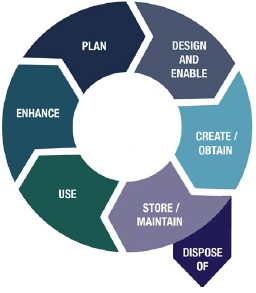 PLAN
DESIGN
AND
ENABLE
CREATE /
OBTAIN
STORE /
MAINTAIN
DISPOSE
OF
USE
ENHANCE